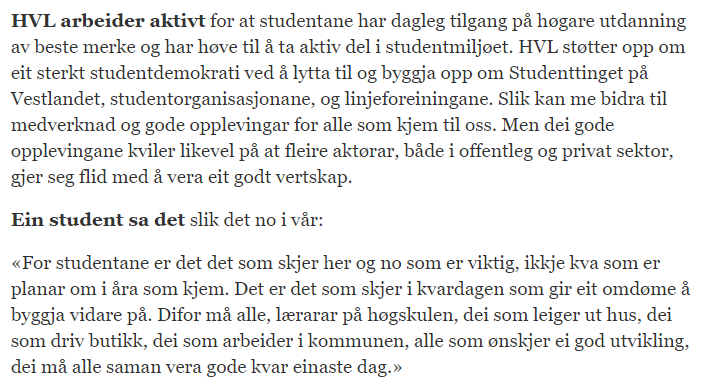 HVL arbeider aktivt for at studentane har dagleg tilgang på høgare utdanning
av beste merke og har høve til å ta aktiv del i studentmiljøet. HVL støtter opp om
eit sterkt studentdemokrati ved å lytta til og byggja opp om Studenttinget på
Vestlandet, studentorganisasjonane, og linjeforeiningane. Slik kan me bidra til
medverknad og gode opplevingar for alle som kjem til oss. Men dei gode
opplevingane kviler likevel på at fleire aktørar, både i offentleg og privat sektor,
gjer seg flid med å vera eit godt vertskap.
Ein student sa det slik det no i vår:
«For studentane er det det som skjer her og no som er viktig, ikkje kva som er
planar om i åra som kjem. Det er det som skjer i kvardagen som gir eit omdøme å
byggja vidare på. Difor må alle, lærarar på høgskulen, dei som leiger ut hus, dei
som driv butikk, dei som arbeider i kommunen, alle som ønskjer ei god utvikling,
dei må alle saman vera gode kvar einaste dag.»